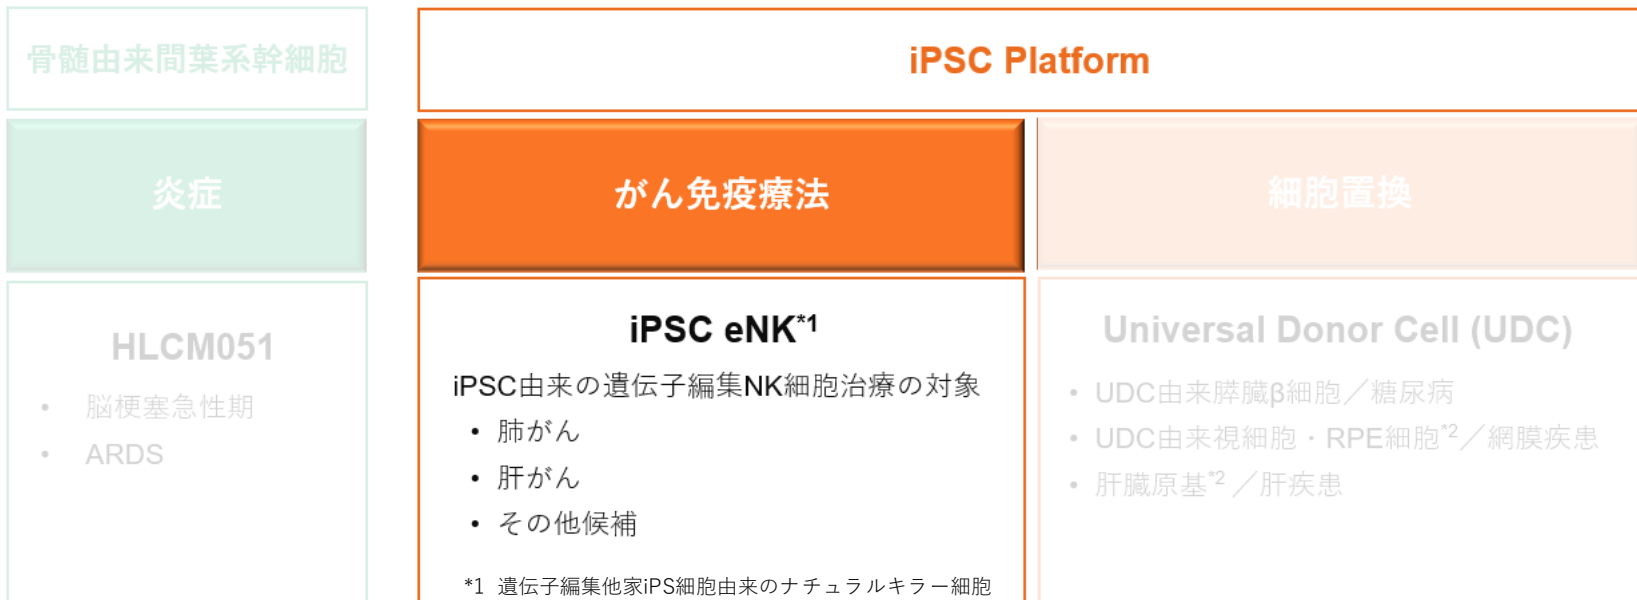 骨髄由来間葉系幹細胞
炎症
HLCM051
• 脳梗塞急性期
• ARDS
iPSC Platform
がん免疫療法
iPSC eNK*1
iPSC由来の遺伝子編集NK細胞治療の対象
• 肺がん
• 肝がん
• その他候補
*1 遺伝子編集他家iPS細胞由来のナチュラルキラー細胞
細胞置換
Universal Donor Cell (UDC)
• UDC由来膵臓β細胞／糖尿病
• UDC由来視細胞・RPE細胞*2／網膜疾患
• 肝臓原基*2 ／肝疾患